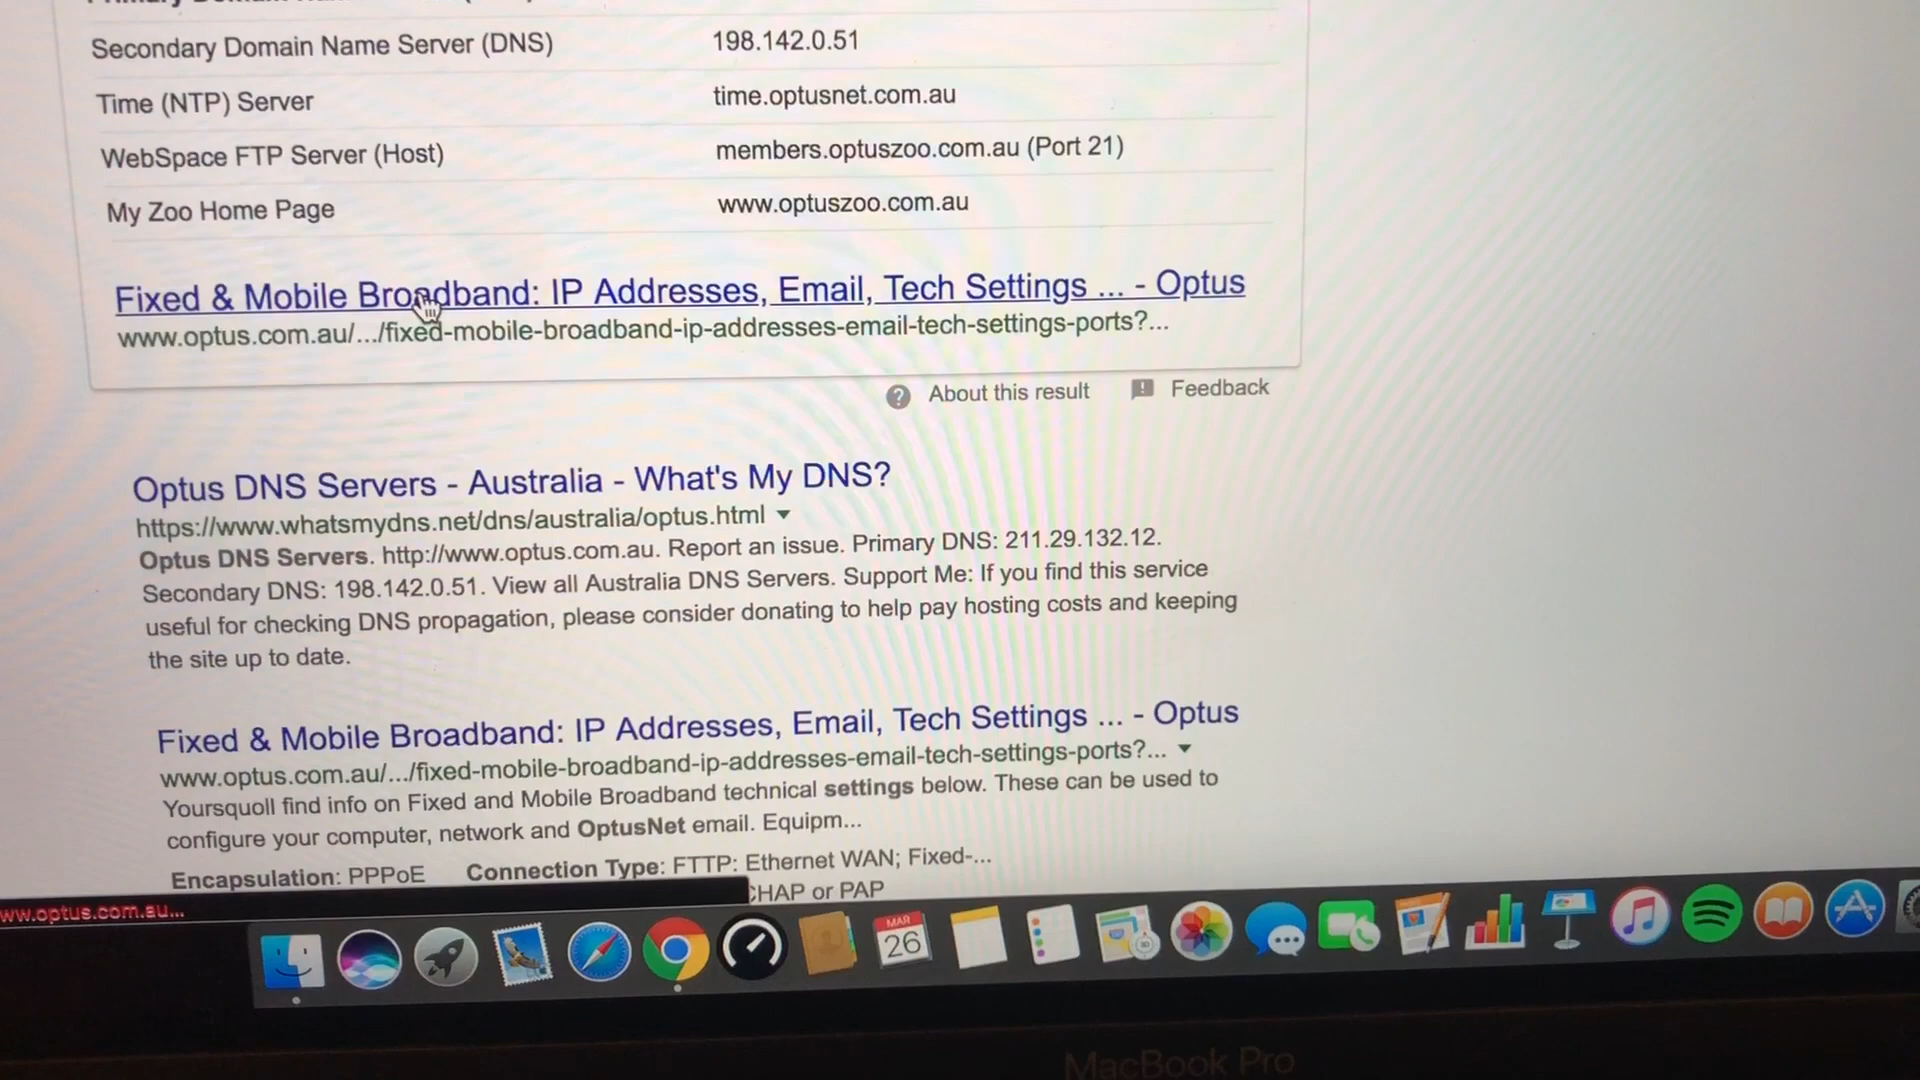 Secondary Domain Name Server (DNS) 198.142.0.51
Time (NTP) Server time.optusnet.com.au
WebSpace FTP Server (Host) members.optuszoo.com.au (Port 21)
My Zoo Home Page www.optuszoo.com.au
Fixed & Mobile Broadband: IP Addresses, Email, Tech Settings ... - Optus
www.optus.com.au/.../fixed-mobile-broadband-ip-addresses-email-tech-settings-ports?...
About this result Feedback
Optus DNS Servers - Australia - What's My DNS?
https://www.whatsmydns.net/dns/australia/optus.html
Optus DNS Servers. http://www.optus.com.au. Report an issue. Primary DNS: 211.29.132.12.
Secondary DNS: 198.142.0.51. View all Australia DNS Servers. Support Me: If you find this service
useful for checking DNS propagation, please consider donating to help pay hosting costs and keeping
the site up to date.
Fixed & Mobile Broadband: IP Addresses, Email, Tech Settings ... - Optus
www.optus.com.au/.../fixed-mobile-broadband-ip-addresses-email-tech-settings-ports?...
Yoursquoll find info on Fixed and Mobile Broadband technical settings below. These can be used to
configure your computer, network and OptusNet email. Equipm...
Encapsulation: PPPoE Connection Type: FTTP: Ethernet WAN; Fixed-...
CHAP or PAP
ww.optus.com.au...
MAR
26
MacBook Pro